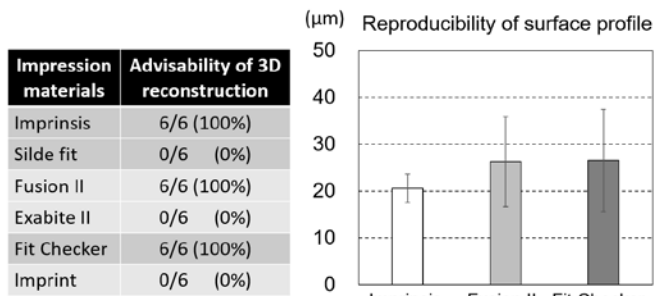 Impression materials
Advisability of 3D reconstruction
Imprinsis 6/6 (100%)
Silde fit 0/6 (0%)
Fusion II 6/6 (100%)
Exabite II 0/6 (0%)
Fit Checker 6/6 (100%)
Imprint 0/6 (0%)
(μm) Reproducibility of surface profile
50
40
30
20
10
0